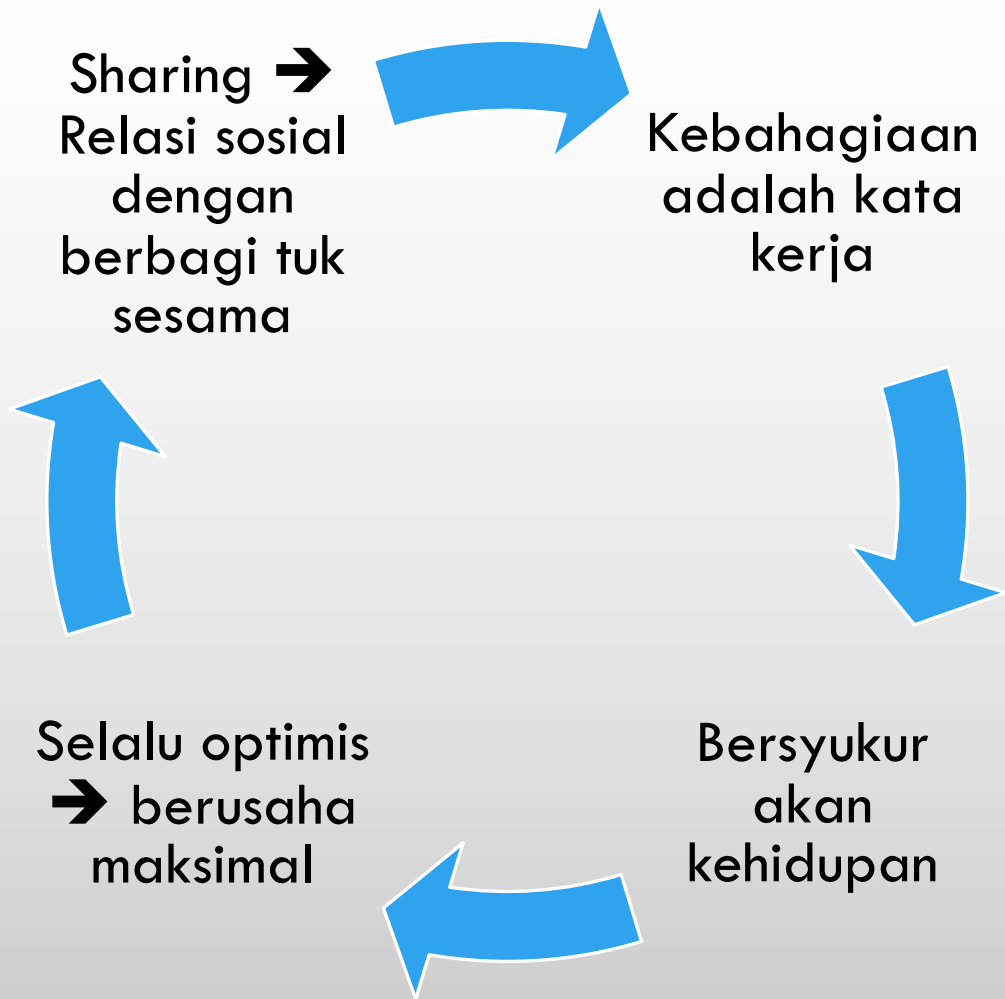 Sharing ➔
Relasi sosial
dengan
berbagi tuk
sesama
Kebahagiaan
adalah kata
kerja
Bersyukur
akan
kehidupan
Selalu optimis
➔ berusaha
maksimal